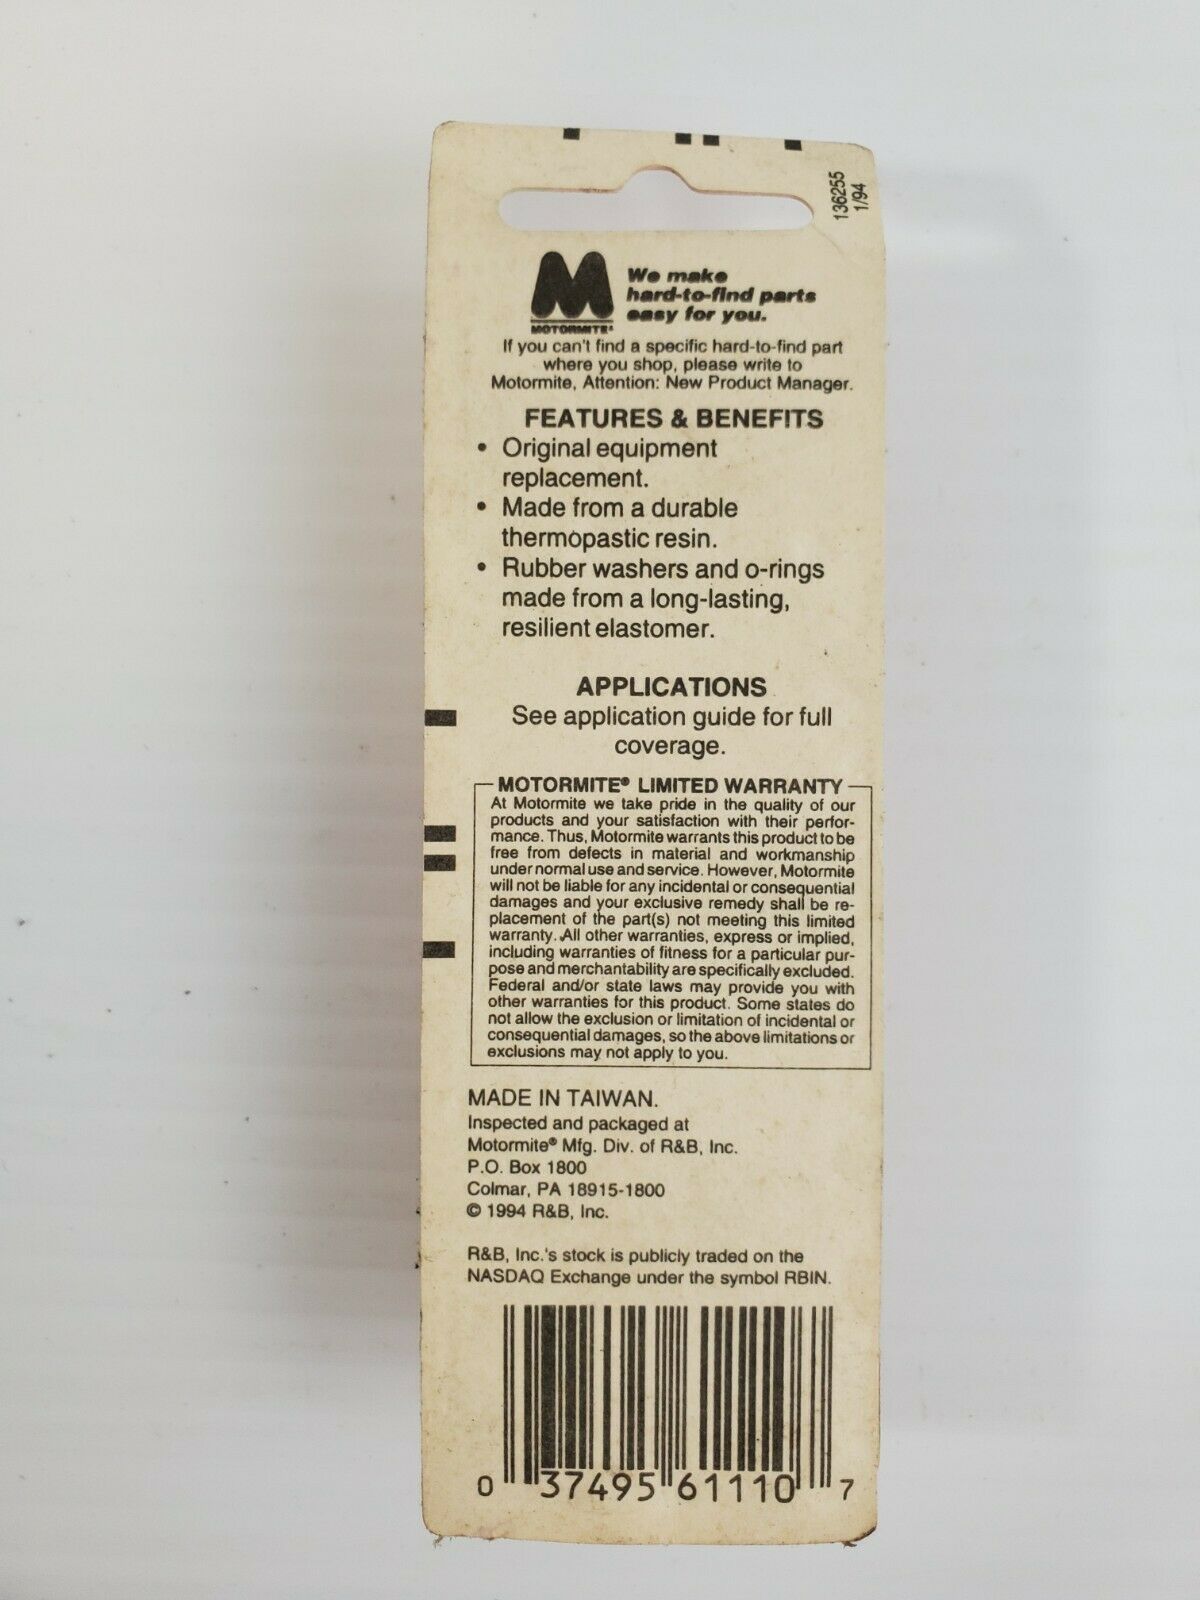 136255
1/94
We make
hard-to-find parts
easy for you.
MOTORMITE®
If you can't find a specific hard-to-find part
where you shop, please write to
Motormite, Attention: New Product Manager.
FEATURES & BENEFITS
• Original equipment
replacement.
• Made from a durable
thermopastic resin.
• Rubber washers and o-rings
made from a long-lasting,
resilient elastomer.
APPLICATIONS
See application guide for full
coverage.
MOTORMITE® LIMITED WARRANTY
At Motormite we take pride in the quality of our
products and your satisfaction with their perfor-
mance. Thus, Motormite warrants this product to be
free from defects in material and workmanship
under normal use and service. However, Motormite
will not be liable for any incidental or consequential
damages and your exclusive remedy shall be re-
placement of the part(s) not meeting this limited
warranty. All other warranties, express or implied,
including warranties of fitness for a particular pur-
pose and merchantability are specifically excluded.
Federal and/or state laws may provide you with
other warranties for this product. Some states do
not allow the exclusion or limitation of incidental or
consequential damages, so the above limitations or
exclusions may not apply to you.
MADE IN TAIWAN.
Inspected and packaged at
Motormite® Mfg. Div. of R&B, Inc.
P.O. Box 1800
Colmar, PA 18915-1800
© 1994 R&B, Inc.
R&B, Inc.'s stock is publicly traded on the
NASDAQ Exchange under the symbol RBIN.
0 37495 61110 7